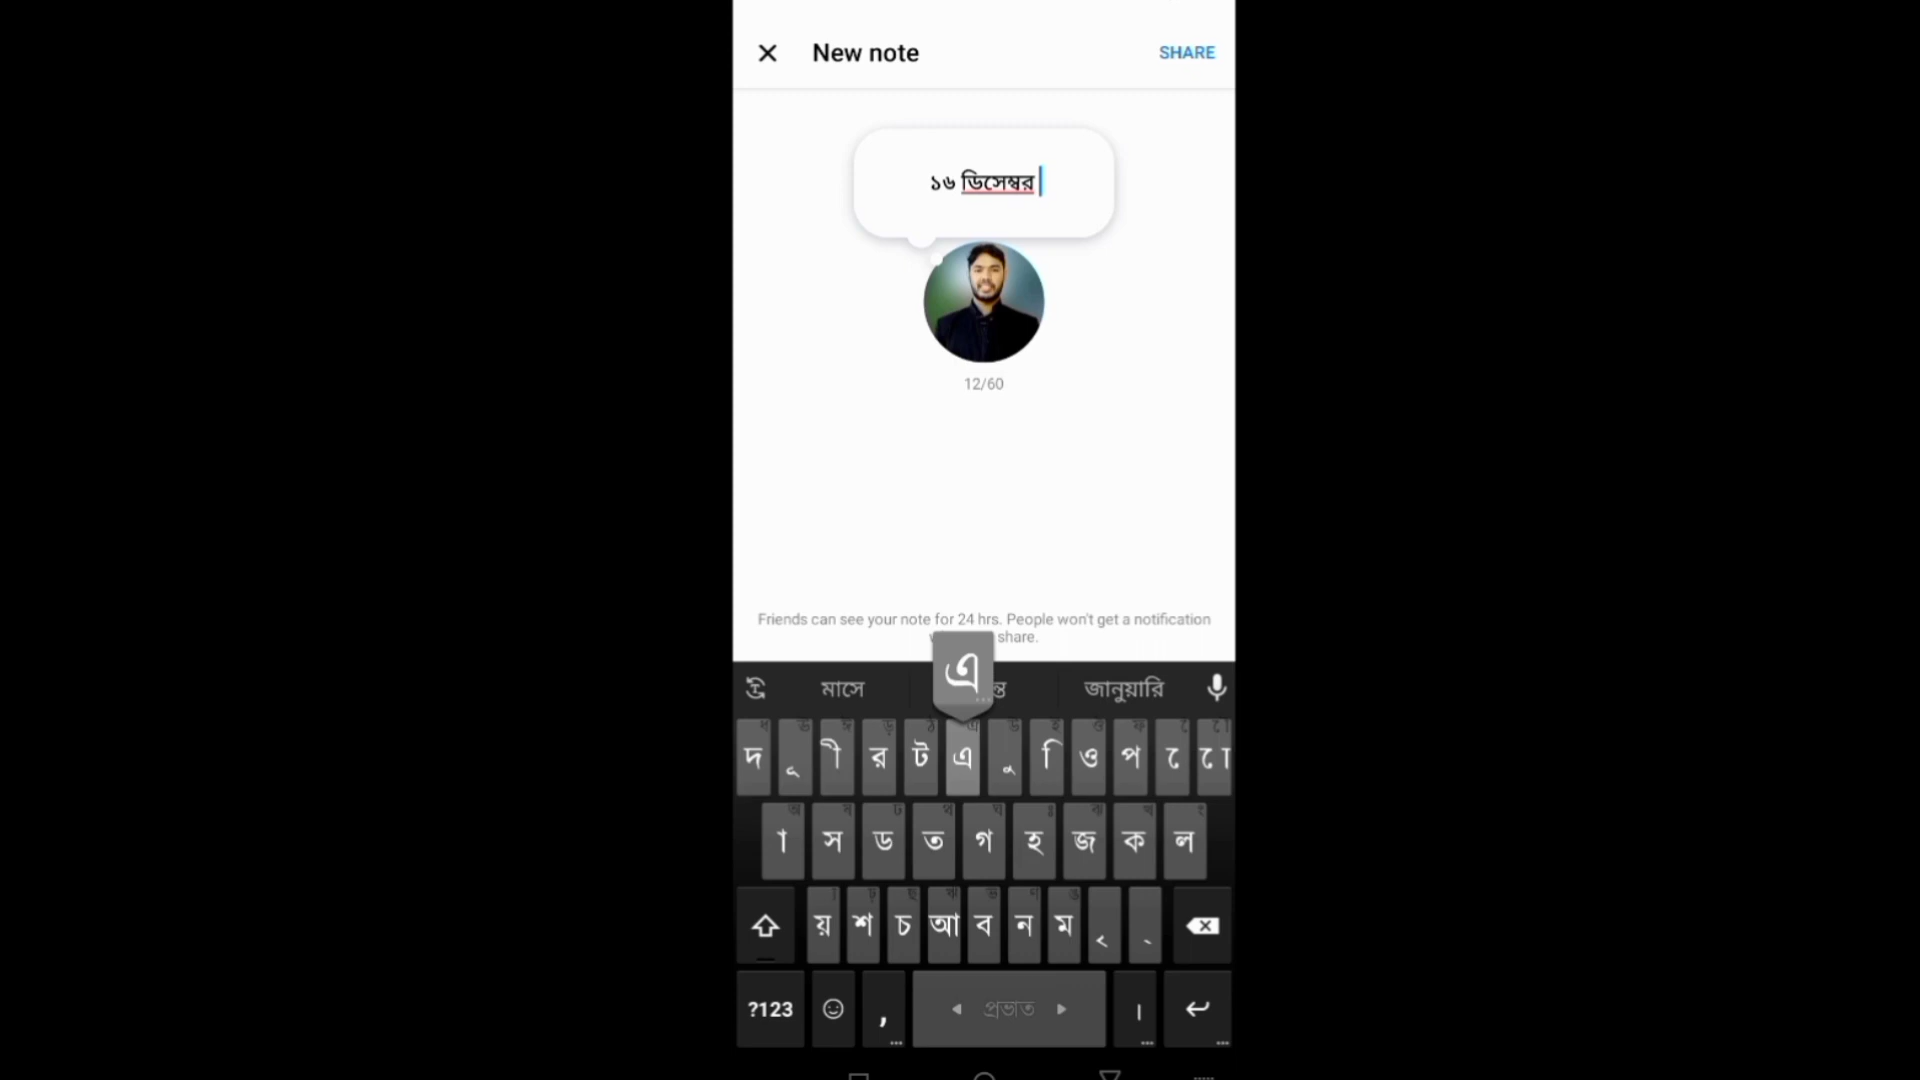 New note
SHARE
১৬ ডিসেম্বর
12/60
Friends can see your note for 24 hrs. People won't get a notification
share.
এ
মাসে
জানুয়ারি
দ ূ ী র ট এ ু ি ও প ে ো
া স ড ত গ হ জ ক ল
য় শ চ আ ব ন ম ৃ ্
?123 , প্রভাত ।